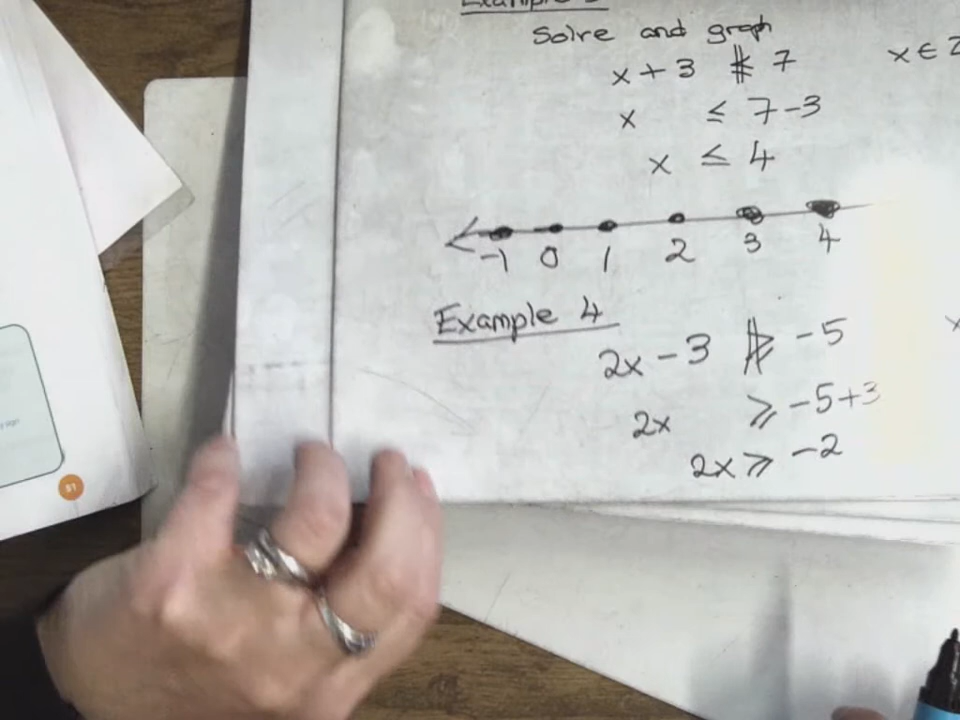 Solve and graph
x + 3 ≰ 7 x ∈ Z
x ≤ 7-3
x ≤ 4
-1 0 1 2 3 4
Example 4
2x - 3 ≱ -5
2x ≥ -5+3
2x ≥ -2
51